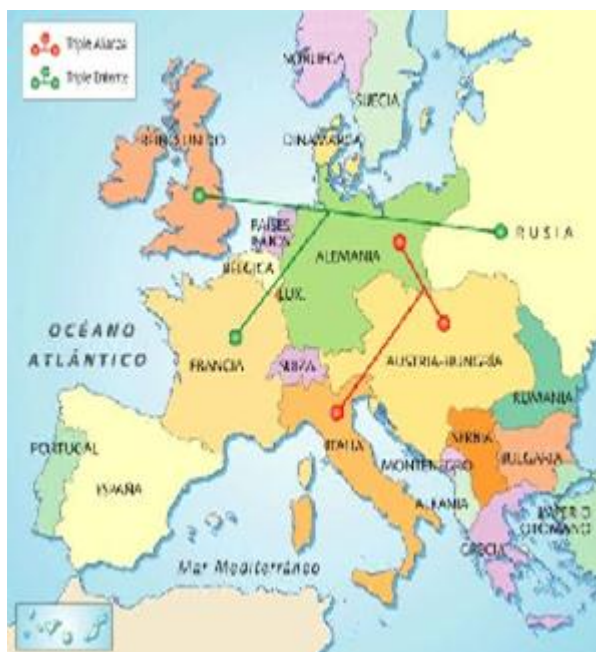 Triple Alianza
Triple Entente
NORUEGA
SUECIA
REINO UNIDO
DINAMARCA
PAÍSES
BAJOS
RUSIA
ALEMANIA
BÉLGICA
LUX.
OCÉANO
ATLÁNTICO
FRANCIA
SUIZA
AUSTRIA-HUNGRÍA
RUMANIA
ITALIA
SERBIA
BULGARIA
PORTUGAL
ESPAÑA
MONTENEGRO
ALBANIA
IMPERIO
OTOMANO
GRECIA
Mar Mediterráneo